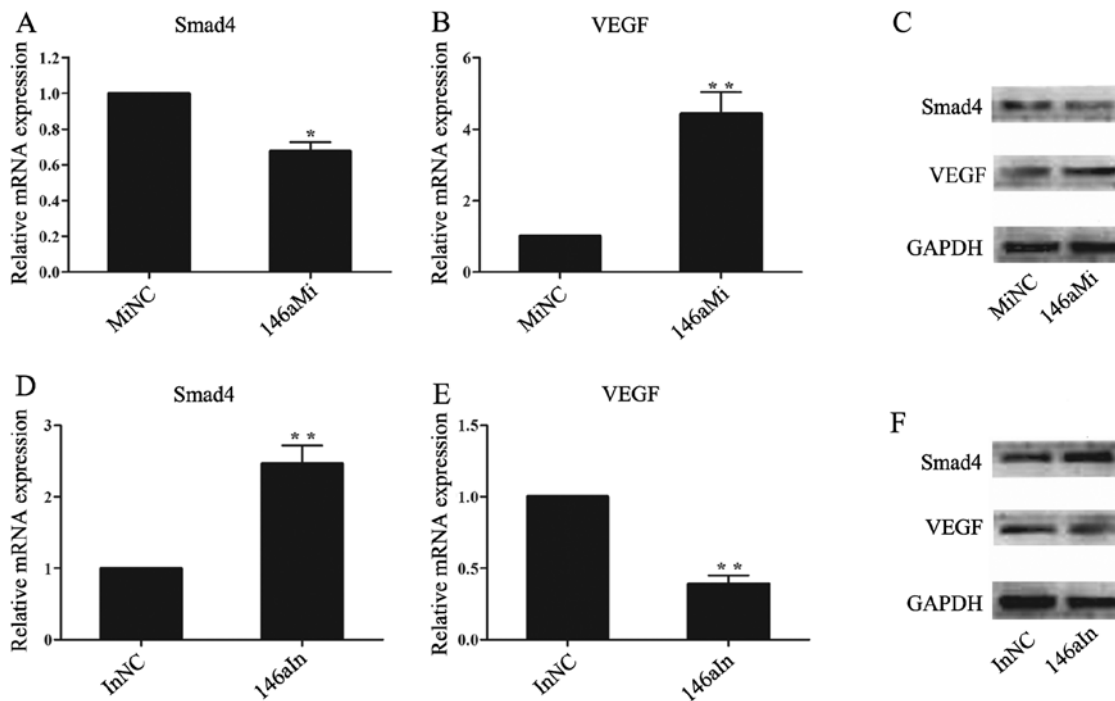 A
Smad4
Relative mRNA expression
1.2
1.0
0.8
0.6
0.4
0.2
0.0
*
MiNC
146aMi
B
VEGF
Relative mRNA expression
6
4
2
0
* *
MiNC
146aMi
C
Smad4
VEGF
GAPDH
MiNC
146aMi
D
Smad4
Relative mRNA expression
3
2
1
0
* *
InNC
146aIn
E
VEGF
Relative mRNA expression
1.5
1.0
0.5
0.0
* *
InNC
146aIn
F
Smad4
VEGF
GAPDH
InNC
146aIn